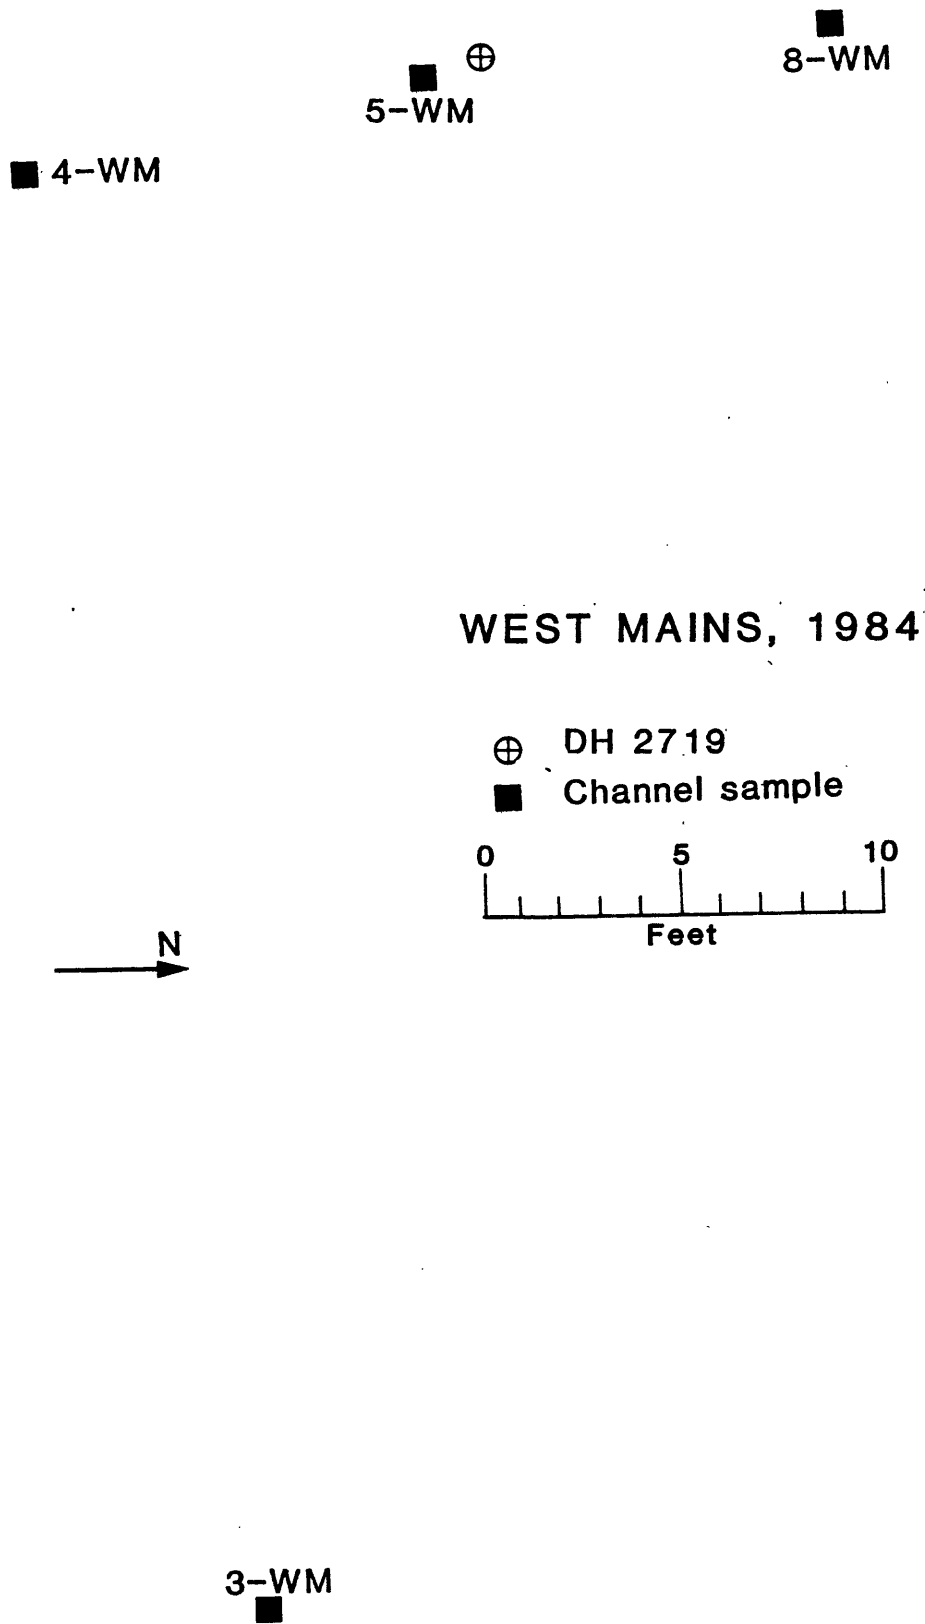 8-WM
5-WM
4-WM
WEST MAINS, 1984
DH 2719
Channel sample
0 5 10
Feet
N
3-WM